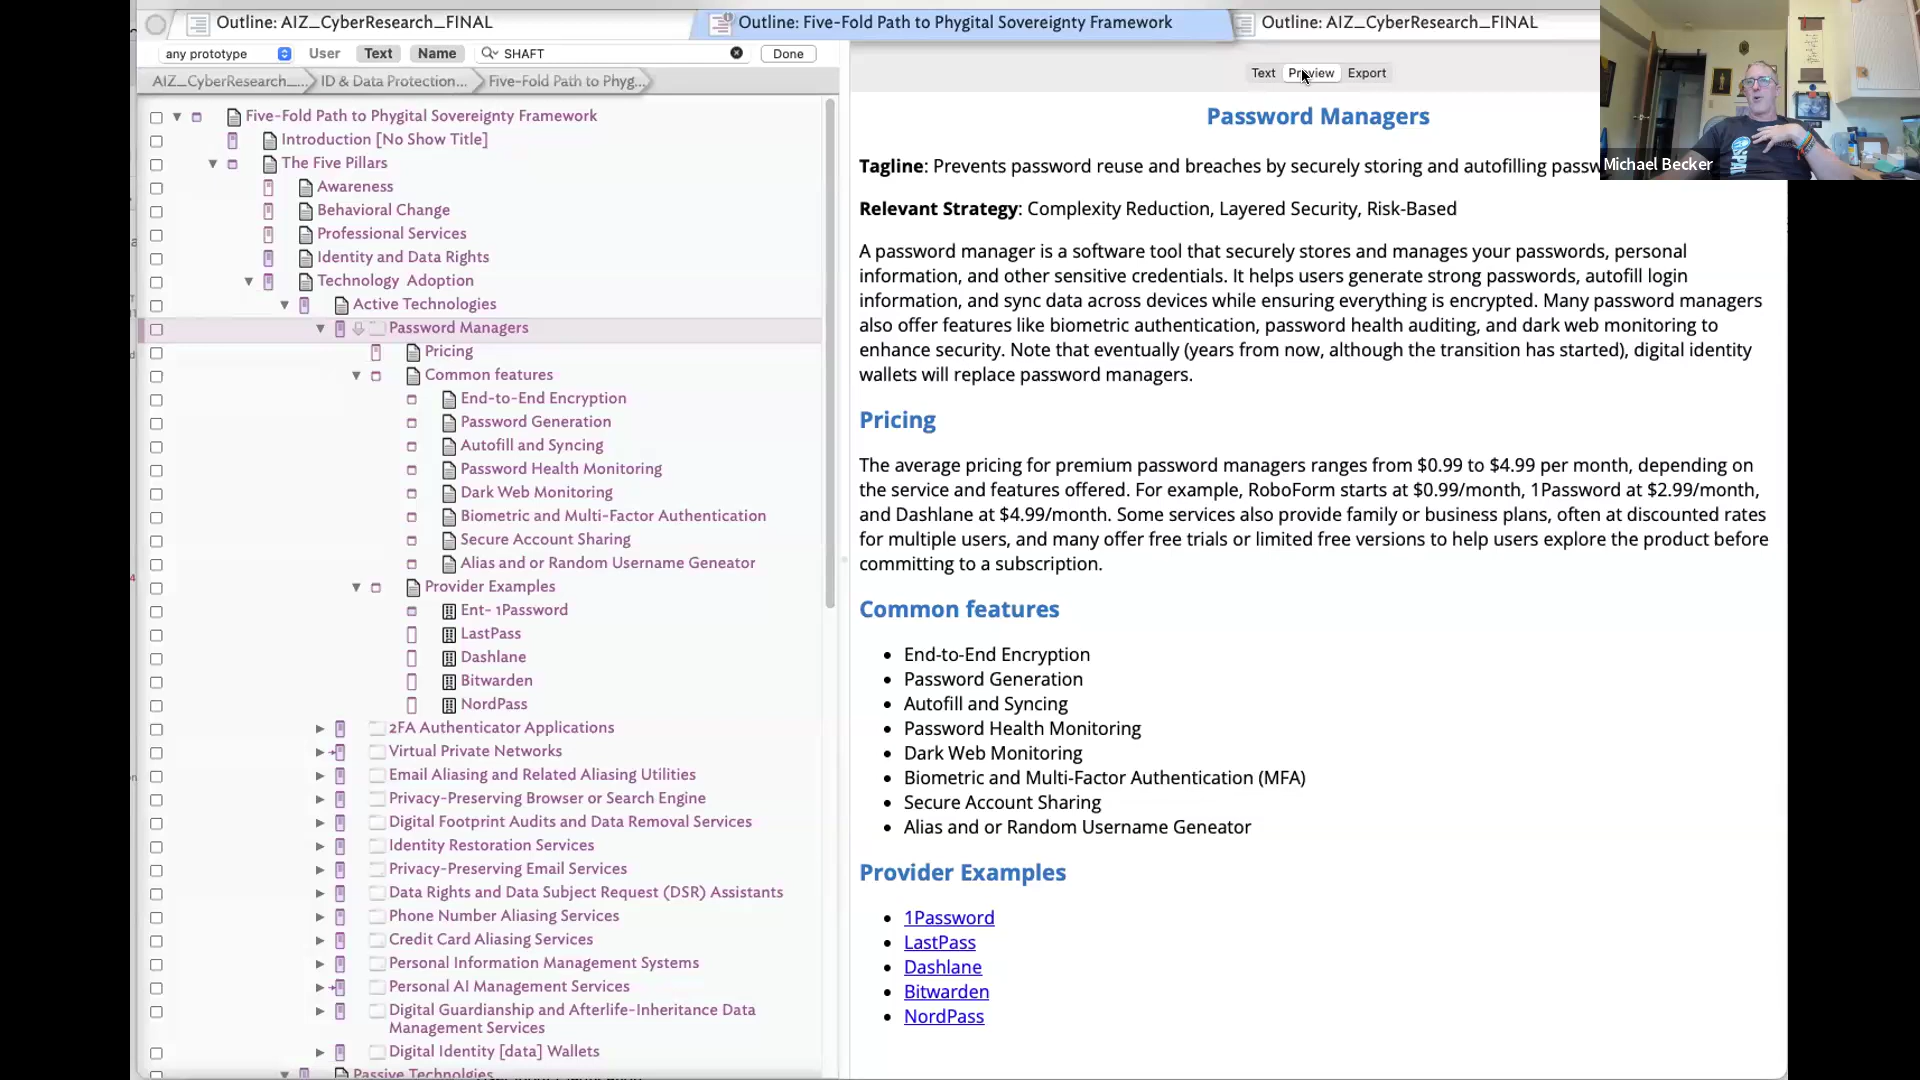 Outline: AIZ_CyberResearch_FINAL
Outline: Five-Fold Path to Phygital Sovereignty Framework
Outline: AIZ_CyberResearch_FINAL
any prototype
User
Text
Name
SHAFT
Done
AIZ_CyberResearch_...
ID & Data Protection...
Five-Fold Path to Phyg...
Text
Preview
Export
Five-Fold Path to Phygital Sovereignty Framework
Introduction [No Show Title]
The Five Pillars
Awareness
Behavioral Change
Professional Services
Identity and Data Rights
Technology Adoption
Active Technologies
Password Managers
Pricing
Common features
End-to-End Encryption
Password Generation
Autofill and Syncing
Password Health Monitoring
Dark Web Monitoring
Biometric and Multi-Factor Authentication
Secure Account Sharing
Alias and or Random Username Geneator
Provider Examples
Ent- 1Password
LastPass
Dashlane
Bitwarden
NordPass
2FA Authenticator Applications
Virtual Private Networks
Email Aliasing and Related Aliasing Utilities
Privacy-Preserving Browser or Search Engine
Digital Footprint Audits and Data Removal Services
Identity Restoration Services
Privacy-Preserving Email Services
Data Rights and Data Subject Request (DSR) Assistants
Phone Number Aliasing Services
Credit Card Aliasing Services
Personal Information Management Systems
Personal AI Management Services
Digital Guardianship and Afterlife-Inheritance Data
Management Services
Digital Identity [data] Wallets
Passive Technolgies
Password Managers
Tagline: Prevents password reuse and breaches by securely storing and autofilling passw
Relevant Strategy: Complexity Reduction, Layered Security, Risk-Based
A password manager is a software tool that securely stores and manages your passwords, personal
information, and other sensitive credentials. It helps users generate strong passwords, autofill login
information, and sync data across devices while ensuring everything is encrypted. Many password managers
also offer features like biometric authentication, password health auditing, and dark web monitoring to
enhance security. Note that eventually (years from now, although the transition has started), digital identity
wallets will replace password managers.
Pricing
The average pricing for premium password managers ranges from $0.99 to $4.99 per month, depending on
the service and features offered. For example, RoboForm starts at $0.99/month, 1Password at $2.99/month,
and Dashlane at $4.99/month. Some services also provide family or business plans, often at discounted rates
for multiple users, and many offer free trials or limited free versions to help users explore the product before
committing to a subscription.
Common features
End-to-End Encryption
Password Generation
Autofill and Syncing
Password Health Monitoring
Dark Web Monitoring
Biometric and Multi-Factor Authentication (MFA)
Secure Account Sharing
Alias and or Random Username Geneator
Provider Examples
1Password
LastPass
Dashlane
Bitwarden
NordPass
Michael Becker